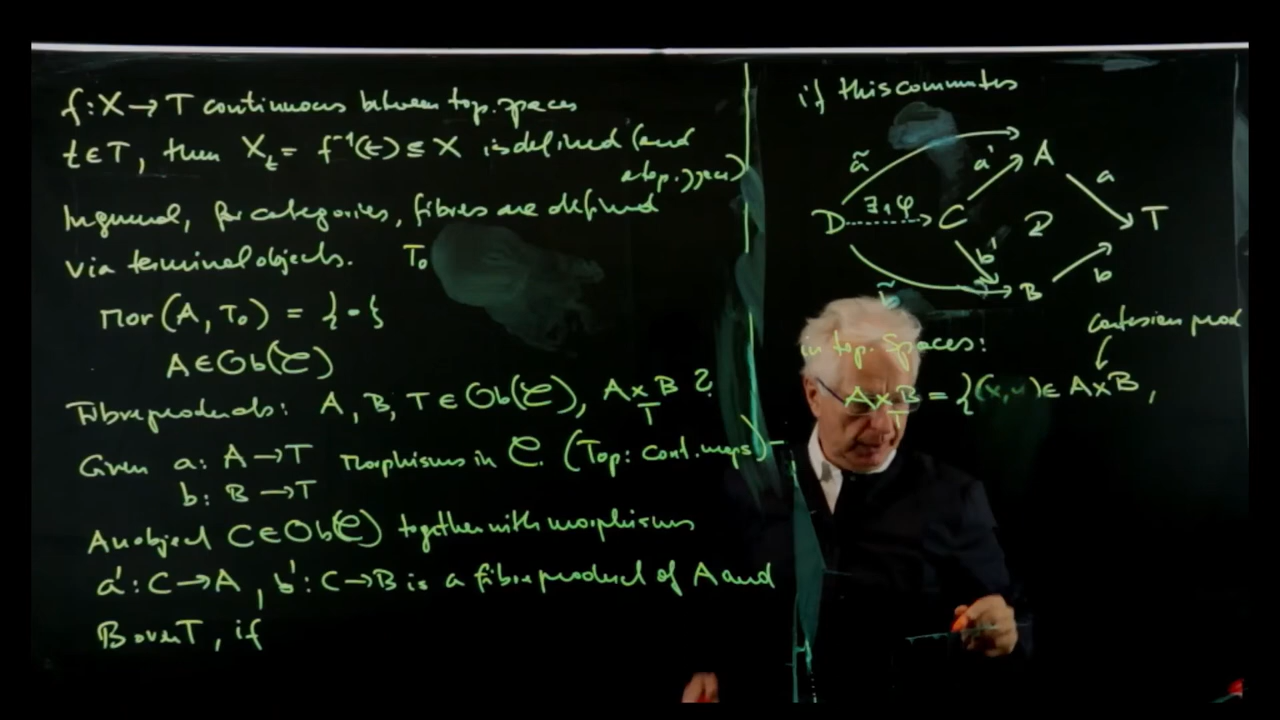 f: X → T continuous between top. spaces
t ∈ T, then X_t = f⁻¹(t) ⊆ X is defined (and
a top. space)
In general, for categories, fibres are defined
via terminal objects. T₀
Mor(A, T₀) = {·}
A ∈ Ob(𝒞)
Fibre products: A, B, T ∈ Ob(𝒞), A ×_T B ?
Given a: A → T morphisms in 𝒞. (Top: cont. maps)
b: B → T
An object C ∈ Ob(𝒞) together with morphisms
a': C → A, b': C → B is a fibre product of A and
B over T, if
if this commutes
ã a' A a
D ∃₁ φ C T
b' b
b̃ B
cartesian prod
in top. spaces:
A ×_T B = {(x,y) ∈ A × B,